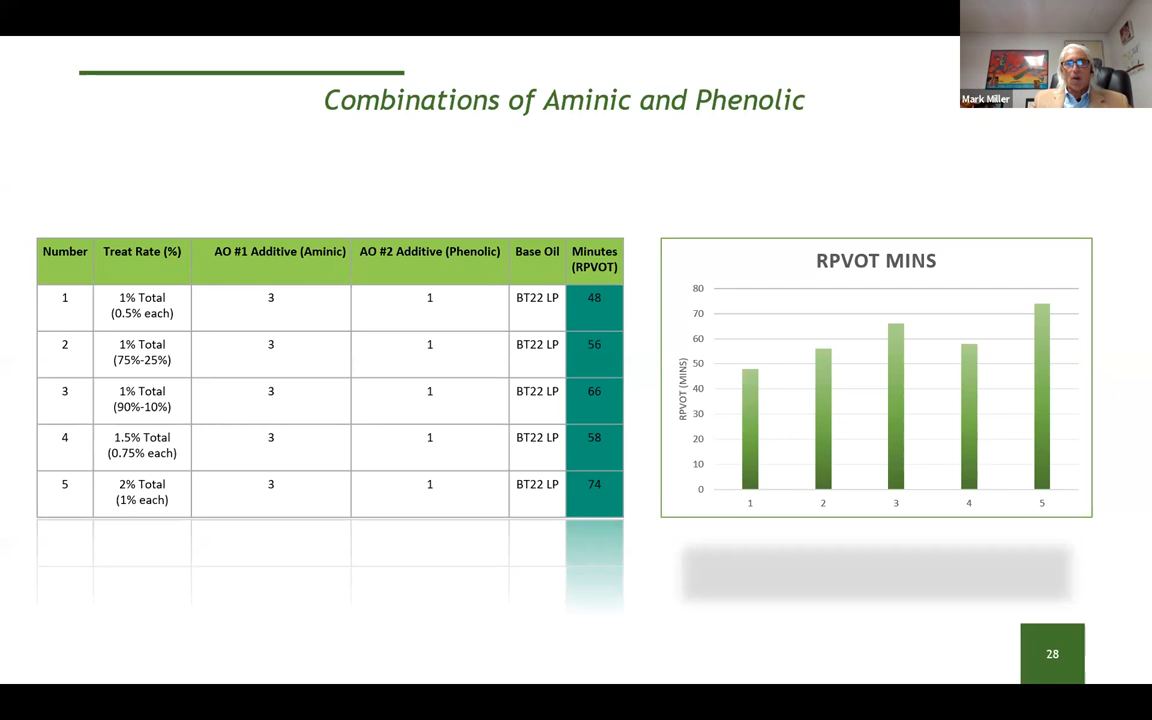 Mark Miller
Combinations of Aminic and Phenolic
Number Treat Rate (%) AO #1 Additive (Aminic) AO #2 Additive (Phenolic) Base Oil Minutes
(RPVOT)
1 1% Total 3 1 BT22 LP 48
(0.5% each)
2 1% Total 3 1 BT22 LP 56
(75%-25%)
3 1% Total 3 1 BT22 LP 66
(90%-10%)
4 1.5% Total 3 1 BT22 LP 58
(0.75% each)
5 2% Total 3 1 BT22 LP 74
(1% each)
RPVOT MINS
RPVOT (MINS)
80
70
60
50
40
30
20
10
0
1 2 3 4 5
28